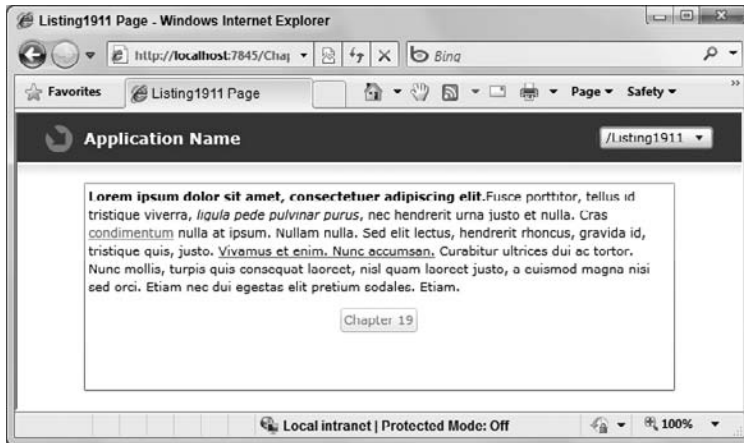 Listing1911 Page - Windows Internet Explorer
http://localhost:7845/Chap
Bing
Favorites Listing1911 Page Page Safety »
Application Name /Listing1911
Lorem ipsum dolor sit amet, consectetuer adipiscing elit.Fusce porttitor, tellus id
tristique viverra, ligula pede pulvinar purus, nec hendrerit urna justo et nulla. Cras
condimentum nulla at ipsum. Nullam nulla. Sed elit lectus, hendrerit rhoncus, gravida id,
tristique quis, justo. Vivamus et enim. Nunc accumsan. Curabitur ultrices dui ac tortor.
Nunc mollis, turpis quis consequat laoreet, nisl quam laoreet justo, a euismod magna nisi
sed orci. Etiam nec dui egestas elit pretium sodales. Etiam.
Chapter 19
Local intranet | Protected Mode: Off 100%